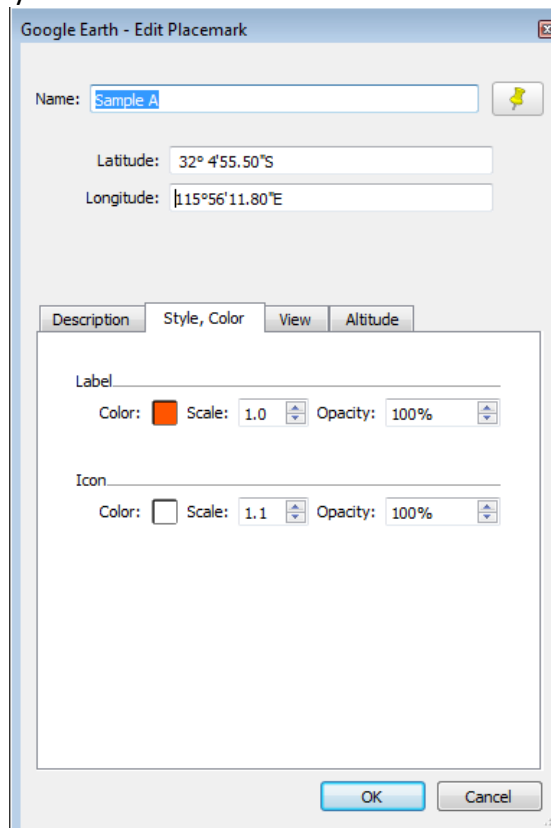 Google Earth - Edit Placemark
Name: Sample A
Latitude: 32° 4'55.50"S
Longitude: 115°56'11.80"E
Description Style, Color View Altitude
Label
Color: Scale: 1.0 Opacity: 100%
Icon
Color: Scale: 1.1 Opacity: 100%
OK Cancel